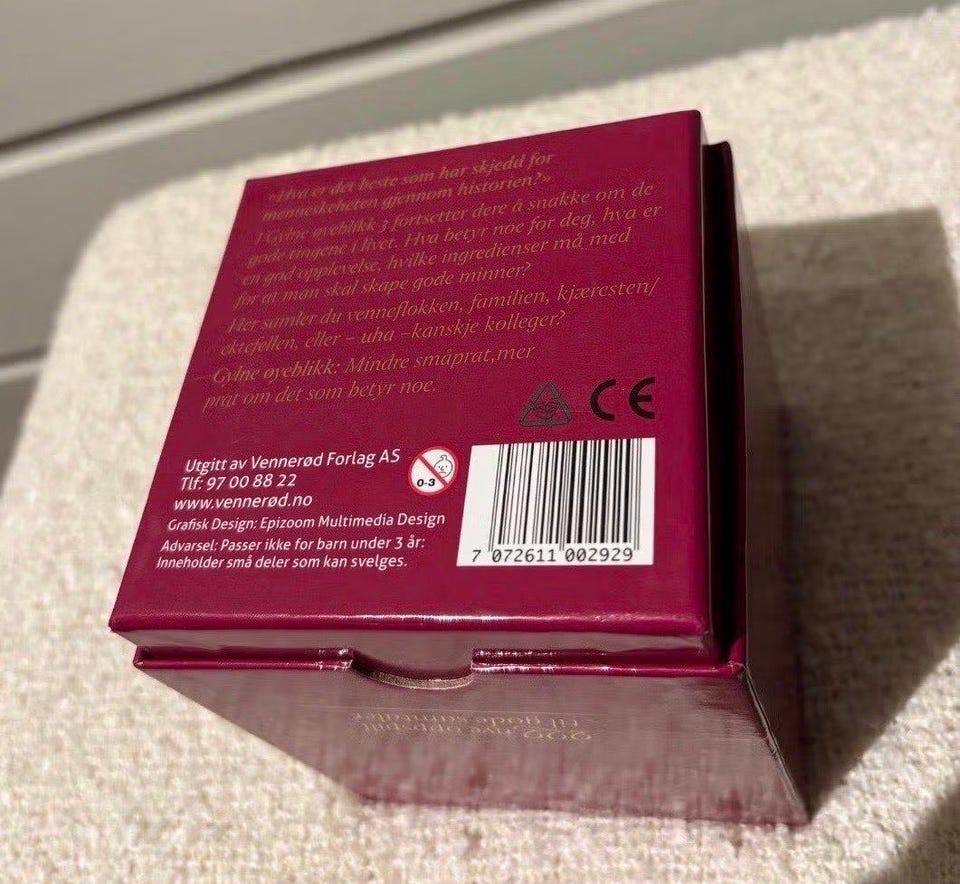 «Hva er det beste som har skjedd for
menneskeheten gjennom historien?»
I Gylne øyeblikk 3 fortsetter dere å snakke om de
gode tingene i livet. Hva betyr noe for deg, hva er
en god opplevelse, hvilke ingredienser må med
for at man skal skape gode minner?
Her samler du venneflokken, familien, kjæresten/
ektefellen, eller – uha –kanskje kolleger?
Gylne øyeblikk: Mindre småprat,mer
prat om det som betyr noe.
CE
Utgitt av Vennerød Forlag AS
Tlf: 97 00 88 22
www.vennerød.no
Grafisk Design: Epizoom Multimedia Design
Advarsel: Passer ikke for barn under 3 år:
Inneholder små deler som kan svelges.
0-3
7 072611 002929
200 nye
til gode samtaler